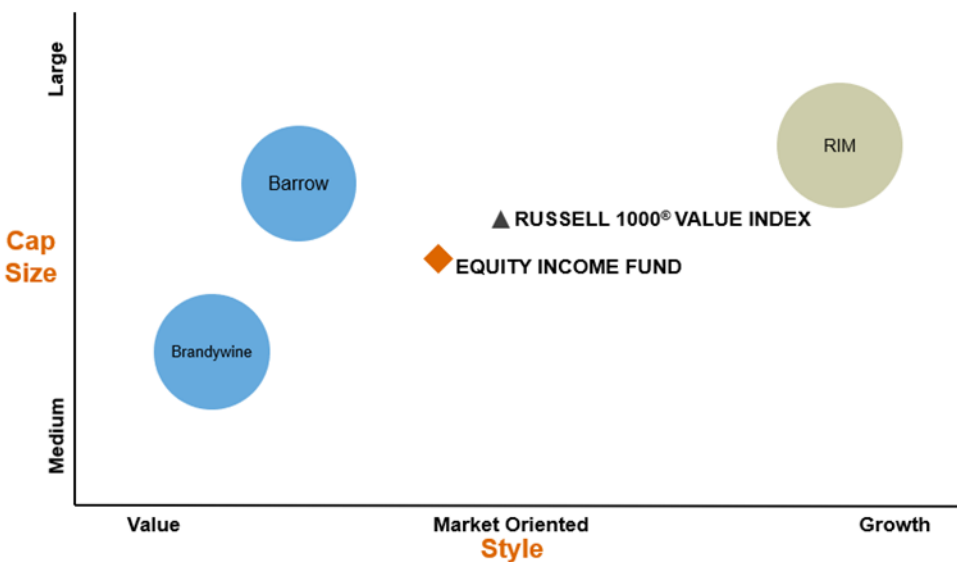 Large
RIM
Barrow
RUSSELL 1000® VALUE INDEX
Cap
Size
EQUITY INCOME FUND
Brandywine
Medium
Value
Market Oriented
Growth
Style